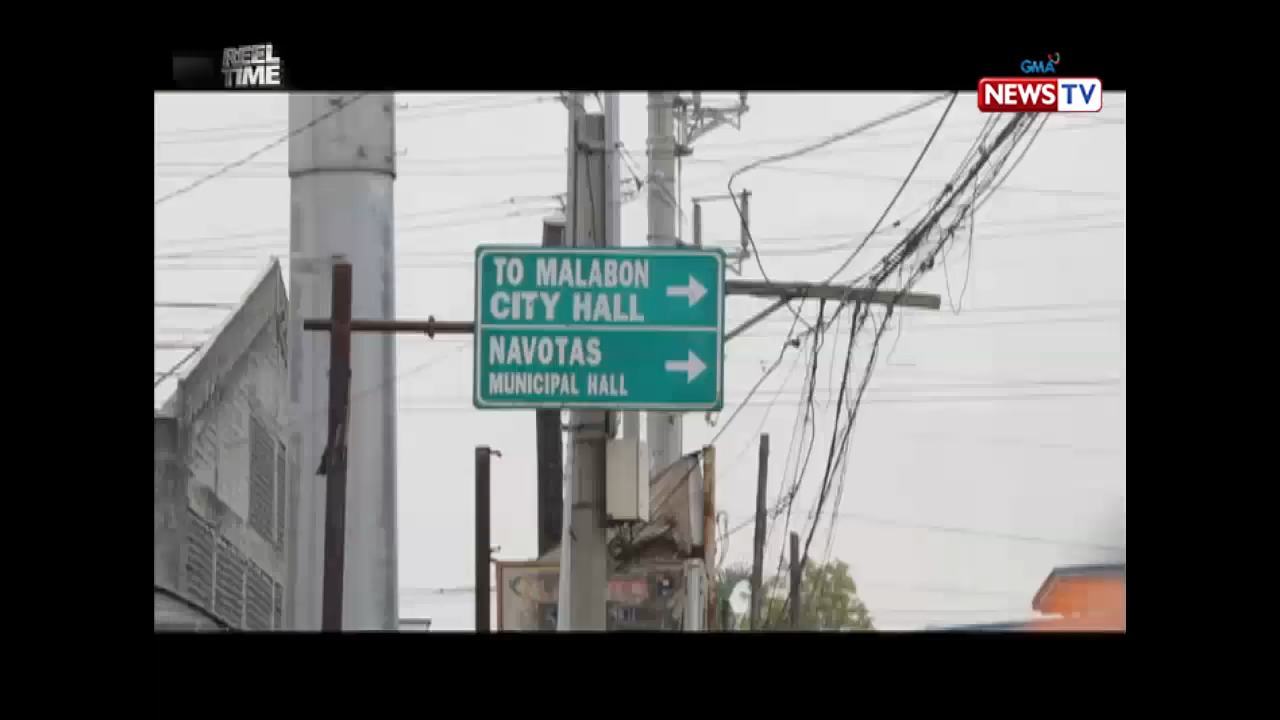 REEL
TIME
GMA
NEWS TV
TO MALABON
CITY HALL
NAVOTAS
MUNICIPAL HALL